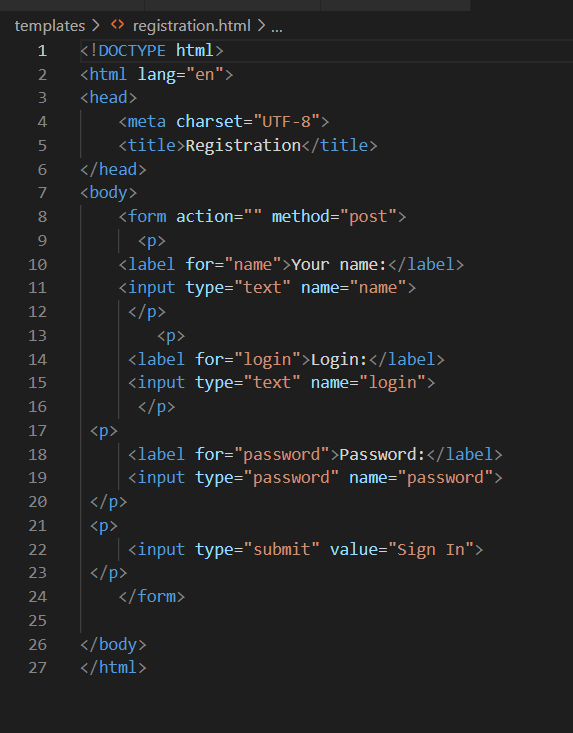 templates > <> registration.html > ...
1 <!DOCTYPE html>
2 <html lang="en">
3 <head>
4     <meta charset="UTF-8">
5     <title>Registration</title>
6 </head>
7 <body>
8     <form action="" method="post">
9       <p>
10     <label for="name">Your name:</label>
11     <input type="text" name="name">
12      </p>
13         <p>
14      <label for="login">Login:</label>
15      <input type="text" name="login">
16       </p>
17  <p>
18      <label for="password">Password:</label>
19      <input type="password" name="password">
20  </p>
21  <p>
22      <input type="submit" value="Sign In">
23  </p>
24     </form>
25
26 </body>
27 </html>